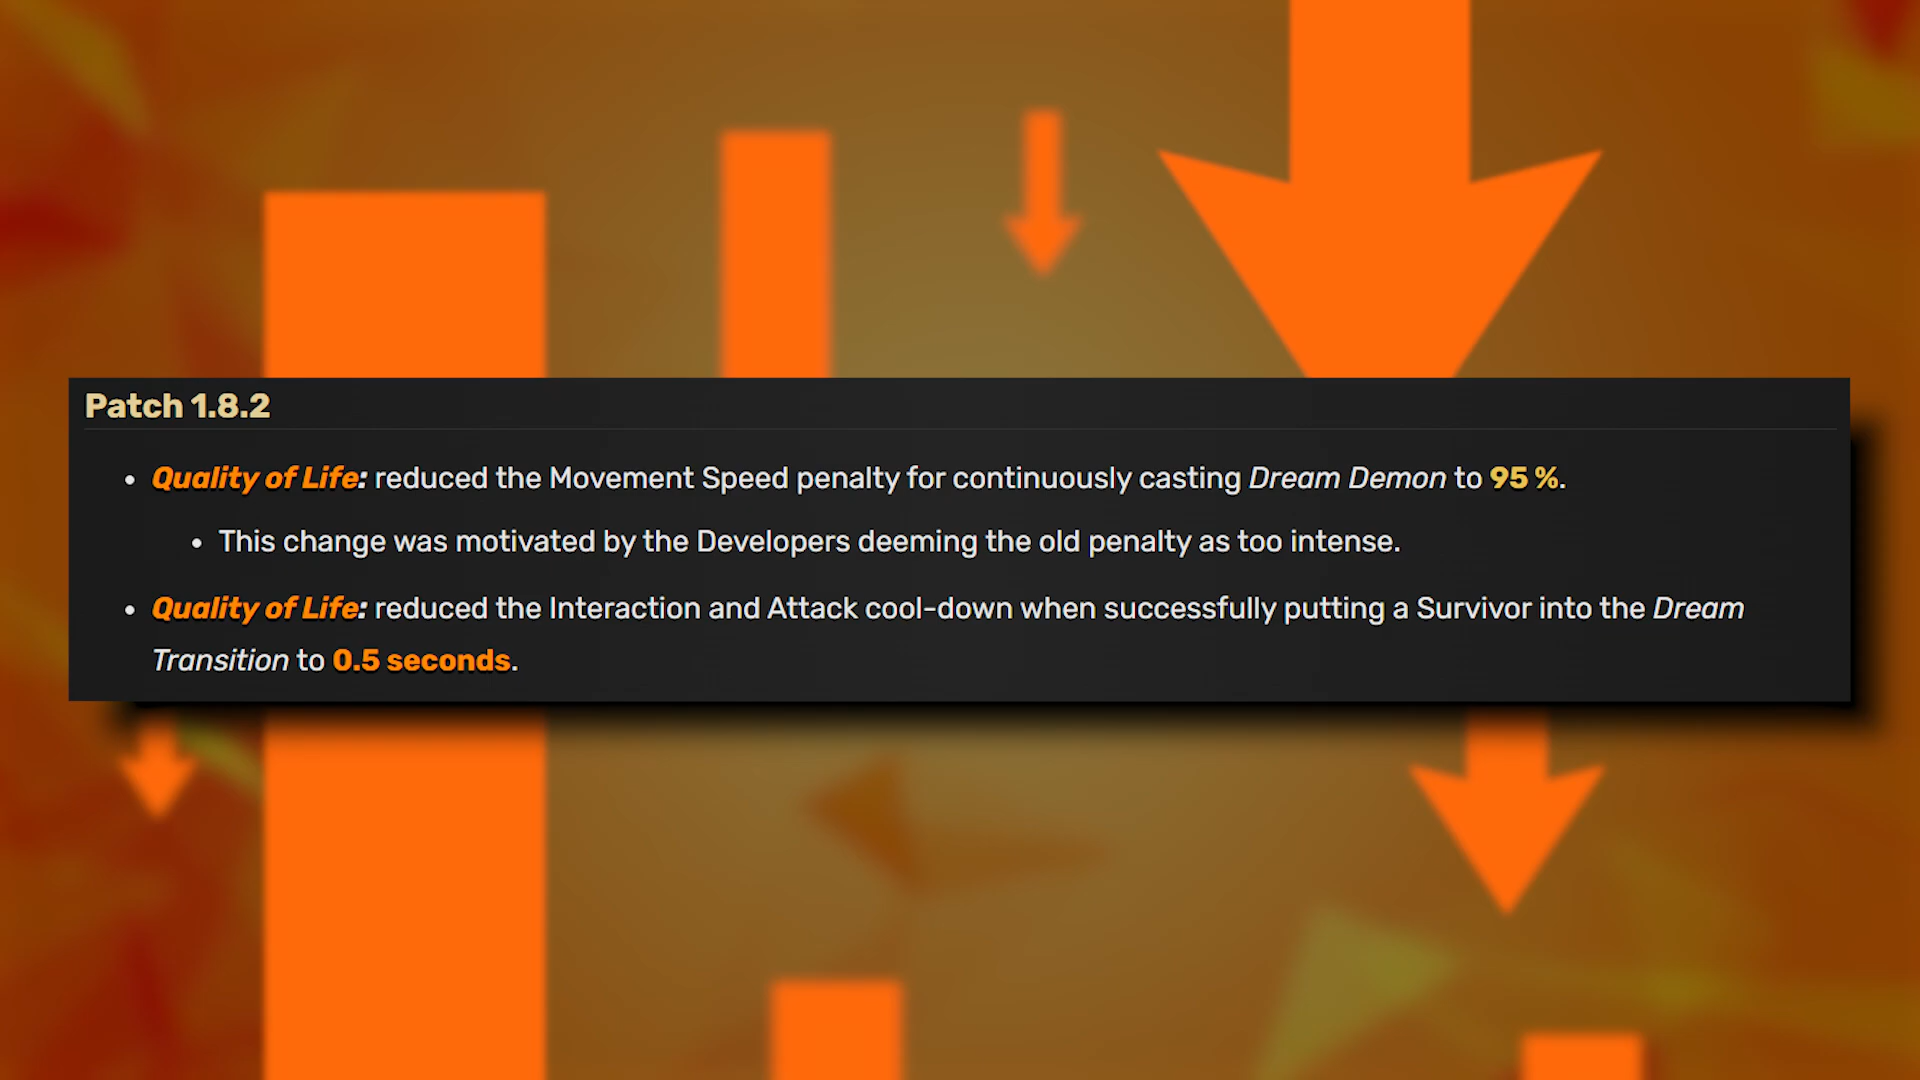 Patch 1.8.2
Quality of Life: reduced the Movement Speed penalty for continuously casting Dream Demon to 95 %.
This change was motivated by the Developers deeming the old penalty as too intense.
Quality of Life: reduced the Interaction and Attack cool-down when successfully putting a Survivor into the Dream
Transition to 0.5 seconds.